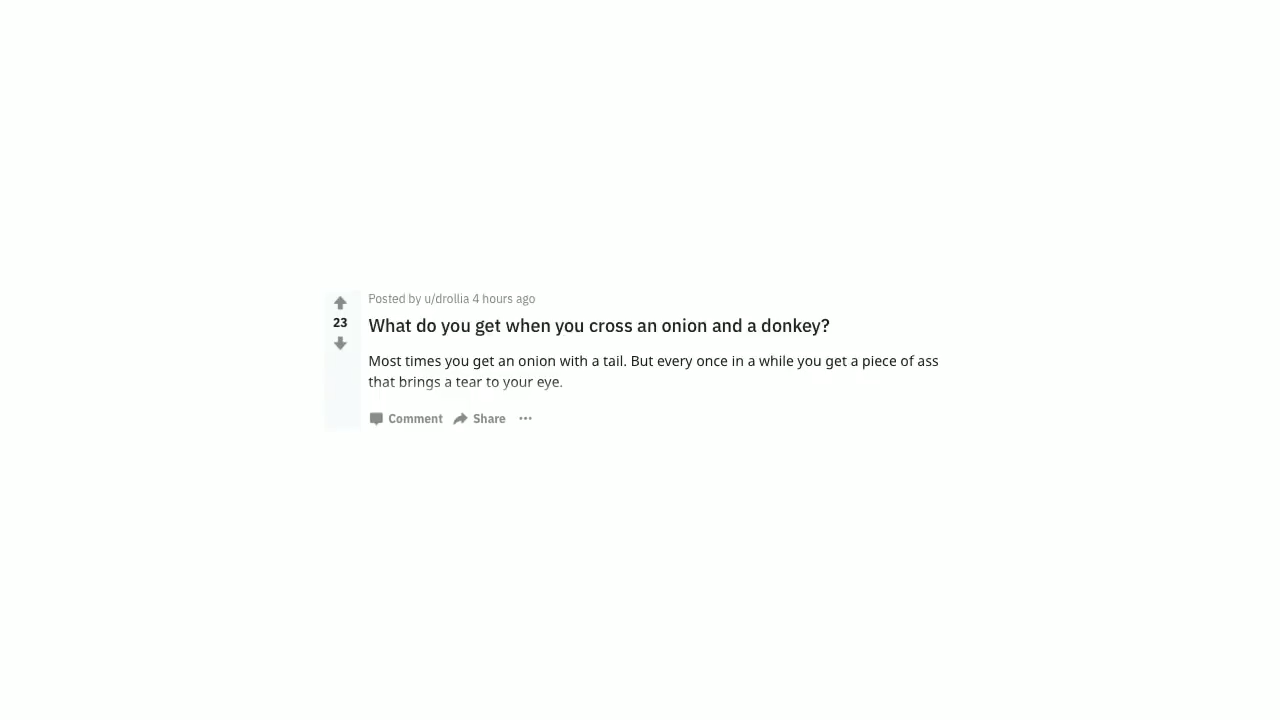 Posted by u/drollia 4 hours ago
23
What do you get when you cross an onion and a donkey?
Most times you get an onion with a tail. But every once in a while you get a piece of ass
that brings a tear to your eye.
Comment Share ...